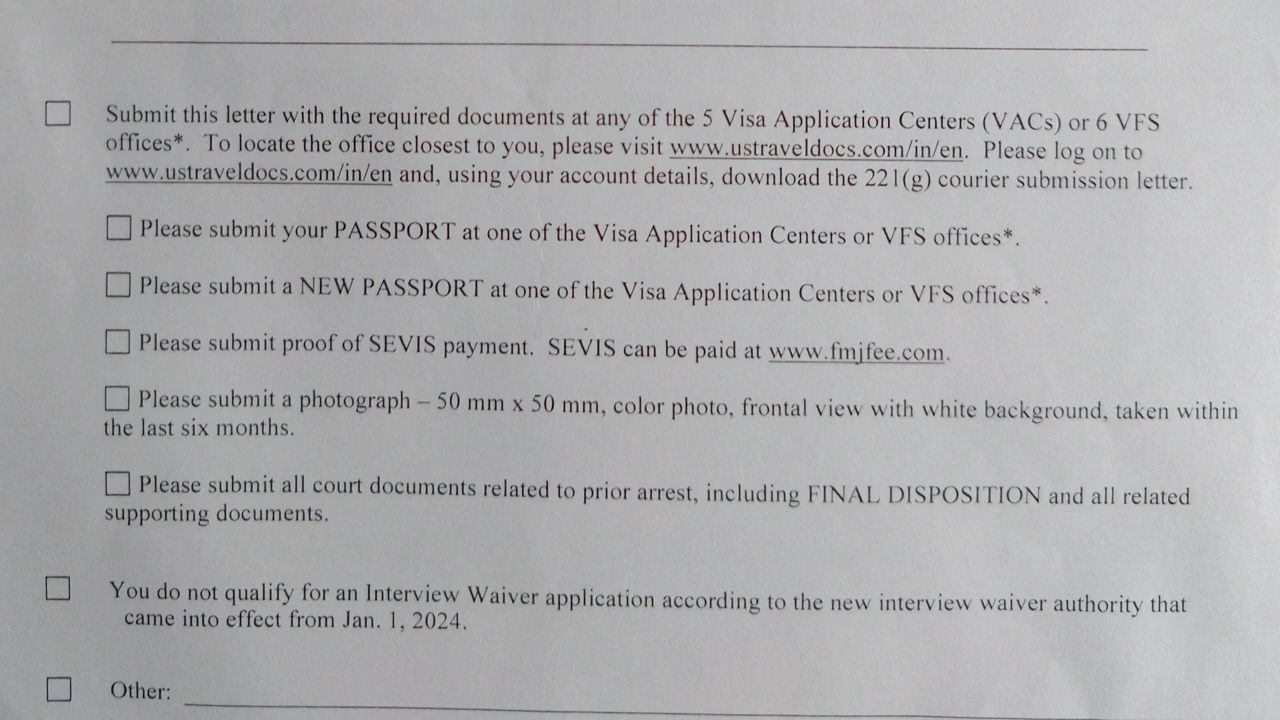 Submit this letter with the required documents at any of the 5 Visa Application Centers (VACs) or 6 VFS
offices*. To locate the office closest to you, please visit www.ustraveldocs.com/in/en. Please log on to
www.ustraveldocs.com/in/en and, using your account details, download the 221(g) courier submission letter.
Please submit your PASSPORT at one of the Visa Application Centers or VFS offices*.
Please submit a NEW PASSPORT at one of the Visa Application Centers or VFS offices*.
Please submit proof of SEVIS payment. SEVIS can be paid at www.fmjfee.com.
Please submit a photograph – 50 mm x 50 mm, color photo, frontal view with white background, taken within
the last six months.
Please submit all court documents related to prior arrest, including FINAL DISPOSITION and all related
supporting documents.
You do not qualify for an Interview Waiver application according to the new interview waiver authority that
came into effect from Jan. 1, 2024.
Other: